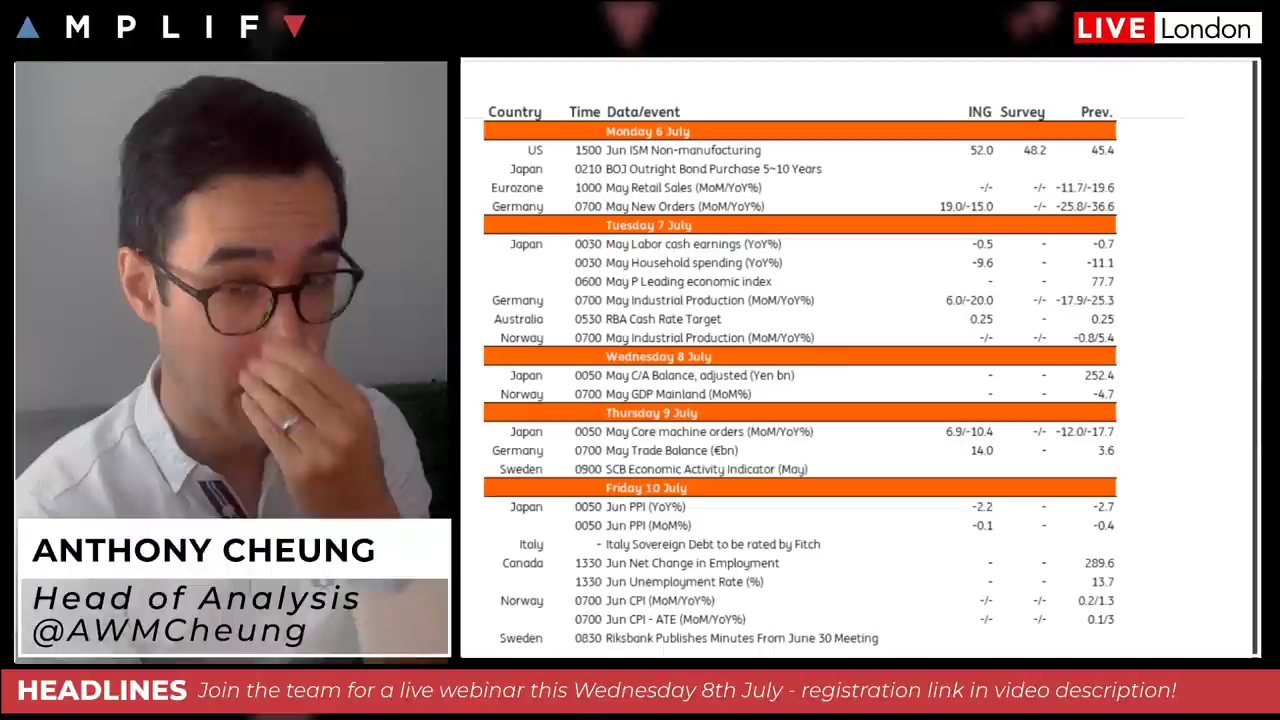 AMPLIFY
LIVE London
Country Time Data/event ING Survey Prev.
Monday 6 July
US 1500 Jun ISM Non-manufacturing 52.0 48.2 45.4
Japan 0210 BOJ Outright Bond Purchase 5~10 Years
Eurozone 1000 May Retail Sales (MoM/YoY%) -/- -/- -11.7/-19.6
Germany 0700 May New Orders (MoM/YoY%) 19.0/-15.0 -/- -25.8/-36.6
Tuesday 7 July
Japan 0030 May Labor cash earnings (YoY%) -0.5 - -0.7
0030 May Household spending (YoY%) -9.6 - -11.1
0600 May P Leading economic index - - 77.7
Germany 0700 May Industrial Production (MoM/YoY%) 6.0/-20.0 -/- -17.9/-25.3
Australia 0530 RBA Cash Rate Target 0.25 - 0.25
Norway 0700 May Industrial Production (MoM/YoY%) -/- -/- -0.8/5.4
Wednesday 8 July
Japan 0050 May C/A Balance, adjusted (Yen bn) - - 252.4
Norway 0700 May GDP Mainland (MoM%) - - -4.7
Thursday 9 July
Japan 0050 May Core machine orders (MoM/YoY%) 6.9/-10.4 -/- -12.0/-17.7
Germany 0700 May Trade Balance (€bn) 14.0 - 3.6
Sweden 0900 SCB Economic Activity Indicator (May)
Friday 10 July
Japan 0050 Jun PPI (YoY%) -2.2 - -2.7
0050 Jun PPI (MoM%) -0.1 - -0.4
Italy - Italy Sovereign Debt to be rated by Fitch
Canada 1330 Jun Net Change in Employment - - 289.6
1330 Jun Unemployment Rate (%) - - 13.7
Norway 0700 Jun CPI (MoM/YoY%) -/- -/- 0.2/1.3
0700 Jun CPI - ATE (MoM/YoY%) -/- -/- 0.1/3
Sweden 0830 Riksbank Publishes Minutes From June 30 Meeting
ANTHONY CHEUNG
Head of Analysis
@AWMCheung
HEADLINES Join the team for a live webinar this Wednesday 8th July - registration link in video description!